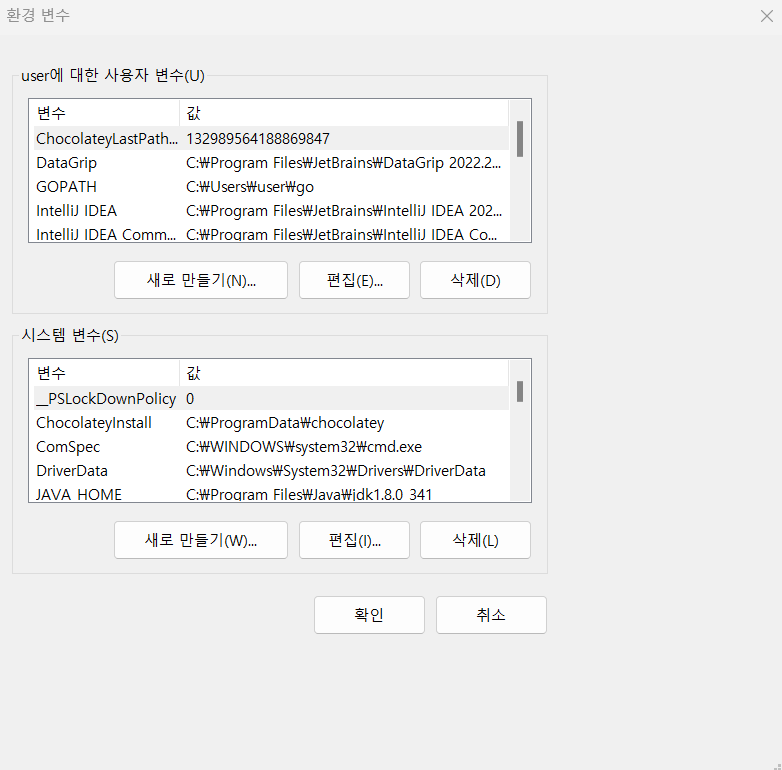 환경 변수
user에 대한 사용자 변수(U)
변수 값
ChocolateyLastPath... 132989564188869847
DataGrip C:₩Program Files₩JetBrains₩DataGrip 2022.2...
GOPATH C:₩Users₩user₩go
IntelliJ IDEA C:₩Program Files₩JetBrains₩IntelliJ IDEA 202...
IntelliJ IDEA Comm... C:₩Program Files₩JetBrains₩IntelliJ IDEA Co...
새로 만들기(N)... 편집(E)... 삭제(D)
시스템 변수(S)
변수 값
__PSLockDownPolicy 0
ChocolateyInstall C:₩ProgramData₩chocolatey
ComSpec C:₩WINDOWS₩system32₩cmd.exe
DriverData C:₩Windows₩System32₩Drivers₩DriverData
JAVA_HOME C:₩Program Files₩Java₩jdk1.8.0_341
새로 만들기(W)... 편집(I)... 삭제(L)
확인 취소